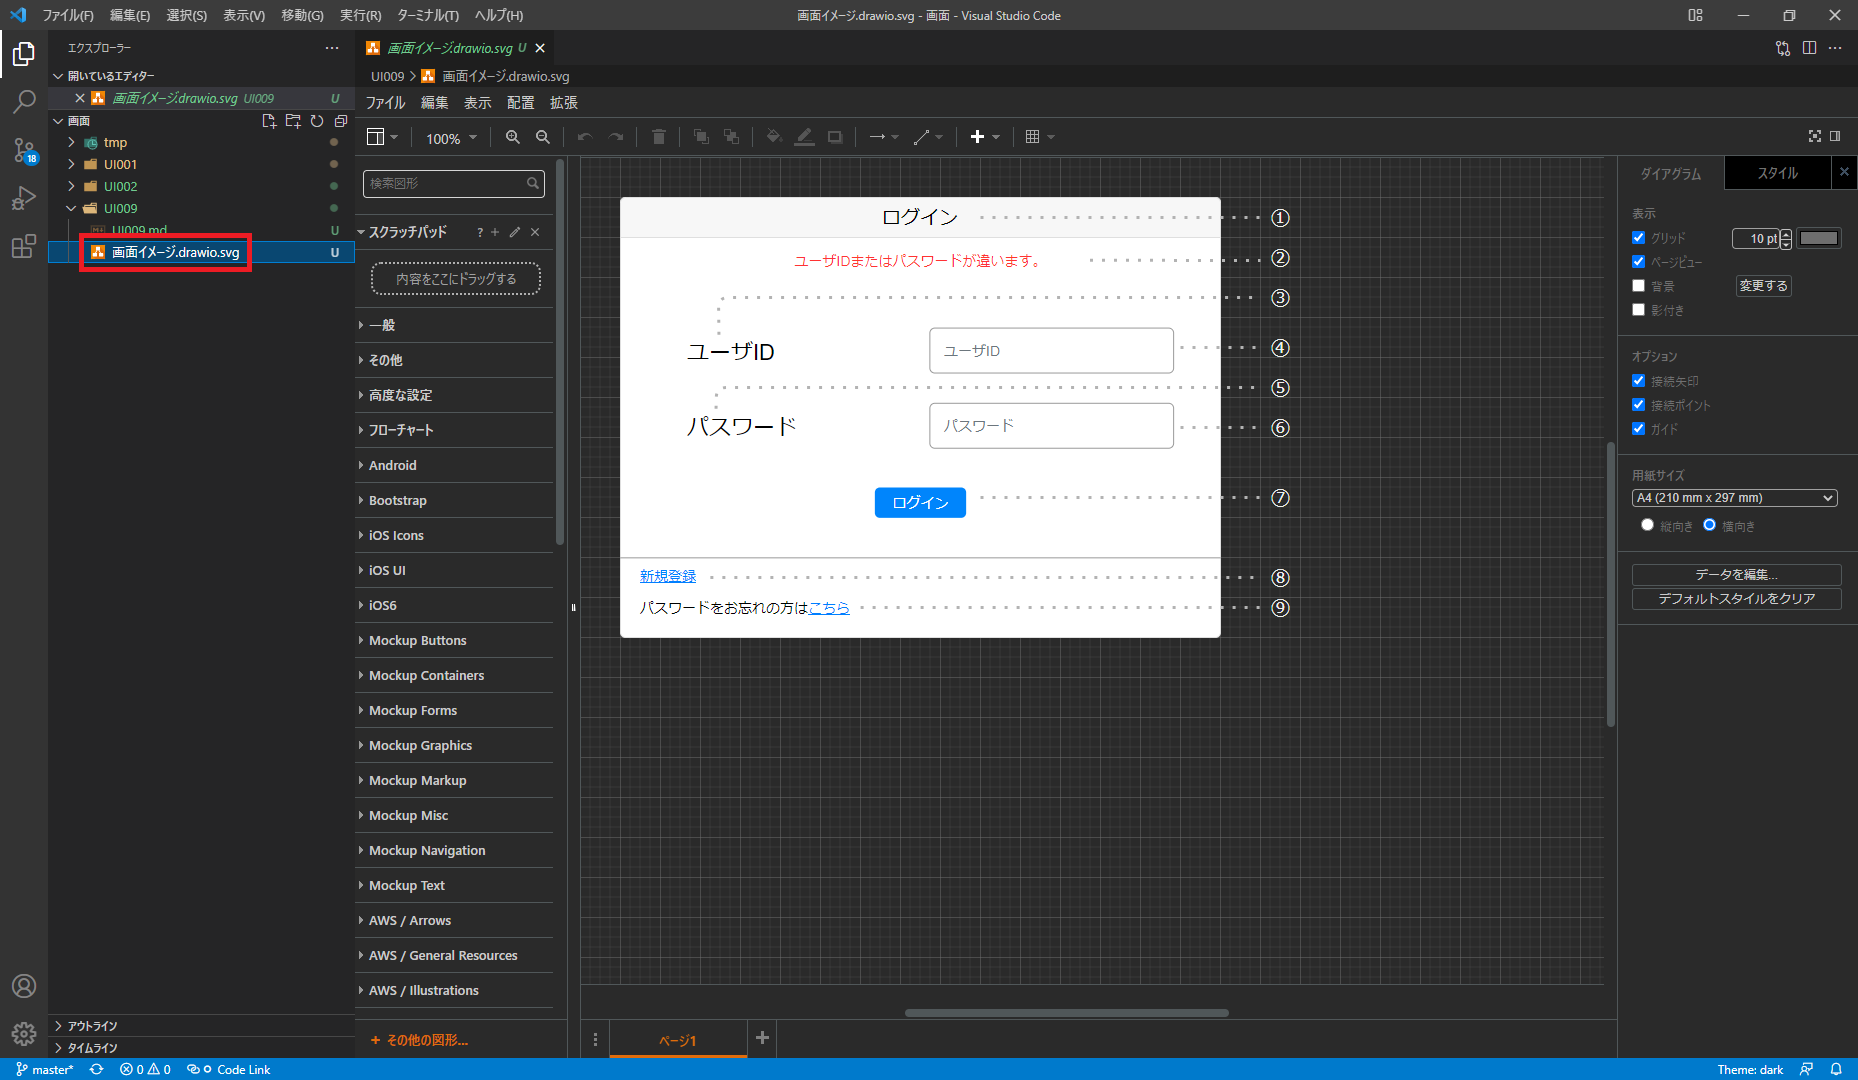 ファイル(F) 編集(E) 選択(S) 表示(V) 移動(G) 実行(R) ターミナル(T) ヘルプ(H)
画面イメージ.drawio.svg - 画面 - Visual Studio Code
エクスプローラー
開いているエディター
画面イメージ.drawio.svg UI009 U
画面
tmp
UI001
UI002
UI009
UI009.md U
画面イメージ.drawio.svg U
18
アウトライン
タイムライン
画面イメージ.drawio.svg U
UI009 > 画面イメージ.drawio.svg
ファイル 編集 表示 配置 拡張
100%
検索図形
スクラッチパッド ?
内容をここにドラッグする
一般
その他
高度な設定
フローチャート
Android
Bootstrap
iOS Icons
iOS UI
iOS6
Mockup Buttons
Mockup Containers
Mockup Forms
Mockup Graphics
Mockup Markup
Mockup Misc
Mockup Navigation
Mockup Text
AWS / Arrows
AWS / General Resources
AWS / Illustrations
+ その他の図形...
ログイン ①
ユーザIDまたはパスワードが違います。 ②
③
ユーザID ユーザID ④
⑤
パスワード パスワード ⑥
ログイン ⑦
新規登録 ⑧
パスワードをお忘れの方はこちら ⑨
ページ1
ダイアグラム スタイル
表示
グリッド 10 pt
ページビュー
背景 変更する
影付き
オプション
接続矢印
接続ポイント
ガイド
用紙サイズ
A4 (210 mm x 297 mm)
縦向き 横向き
データを編集...
デフォルトスタイルをクリア
master* 0 0 Code Link
Theme: dark